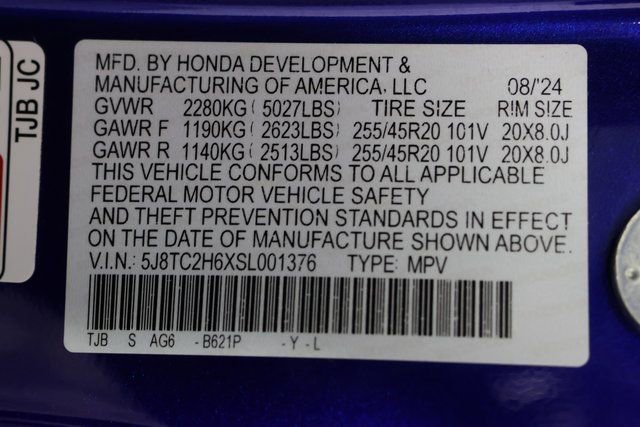 TJB JC
MFD. BY HONDA DEVELOPMENT &
MANUFACTURING OF AMERICA, LLC 08/'24
GVWR 2280KG ( 5027LBS) TIRE SIZE RIM SIZE
GAWR F 1190KG ( 2623LBS) 255/45R20 101V 20X8.0J
GAWR R 1140KG ( 2513LBS) 255/45R20 101V 20X8.0J
THIS VEHICLE CONFORMS TO ALL APPLICABLE
FEDERAL MOTOR VEHICLE SAFETY
AND THEFT PREVENTION STANDARDS IN EFFECT
ON THE DATE OF MANUFACTURE SHOWN ABOVE.
V.I.N.: 5J8TC2H6XSL001376 TYPE: MPV
TJB S AG6 -B621P -Y-L